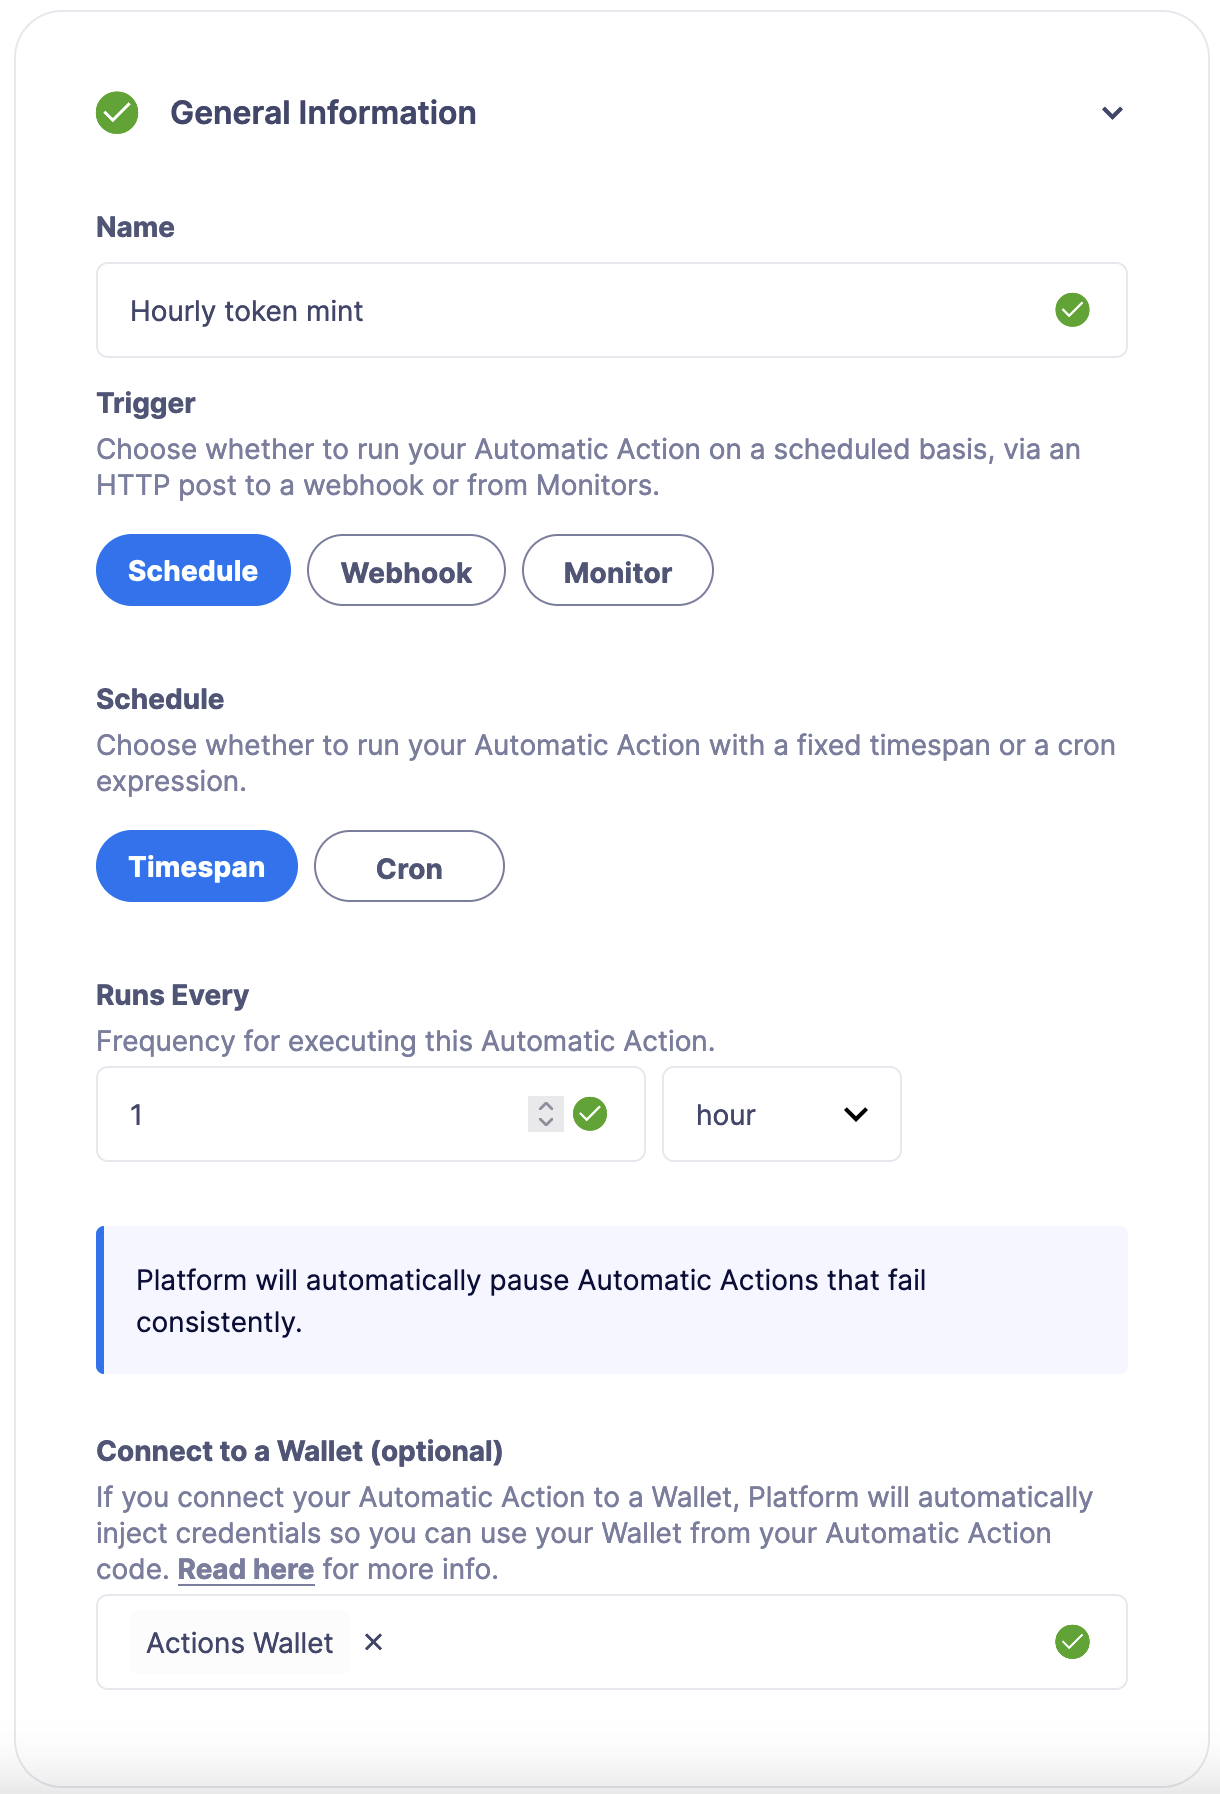 General Information
Name
Hourly token mint
Trigger
Choose whether to run your Automatic Action on a scheduled basis, via an
HTTP post to a webhook or from Monitors.
Schedule Webhook Monitor
Schedule
Choose whether to run your Automatic Action with a fixed timespan or a cron
expression.
Timespan Cron
Runs Every
Frequency for executing this Automatic Action.
1 hour
Platform will automatically pause Automatic Actions that fail
consistently.
Connect to a Wallet (optional)
If you connect your Automatic Action to a Wallet, Platform will automatically
inject credentials so you can use your Wallet from your Automatic Action
code. Read here for more info.
Actions Wallet